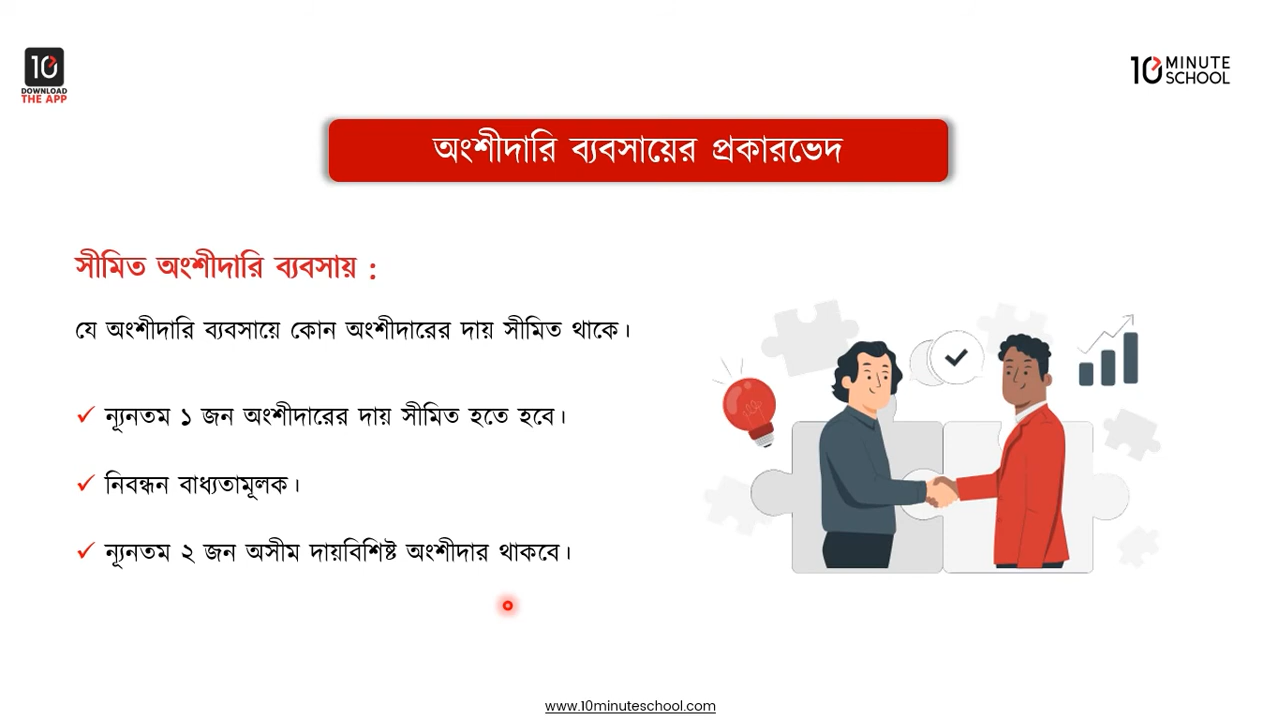 10
DOWNLOAD
THE APP
10 MINUTE
SCHOOL
অংশীদারি ব্যবসায়ের প্রকারভেদ
সীমিত অংশীদারি ব্যবসায় :
যে অংশীদারি ব্যবসায়ে কোন অংশীদারের দায় সীমিত থাকে।
✓ ন্যূনতম ১ জন অংশীদারের দায় সীমিত হতে হবে।
✓ নিবন্ধন বাধ্যতামূলক।
✓ ন্যূনতম ২ জন অসীম দায়বিশিষ্ট অংশীদার থাকবে।
www.10minuteschool.com